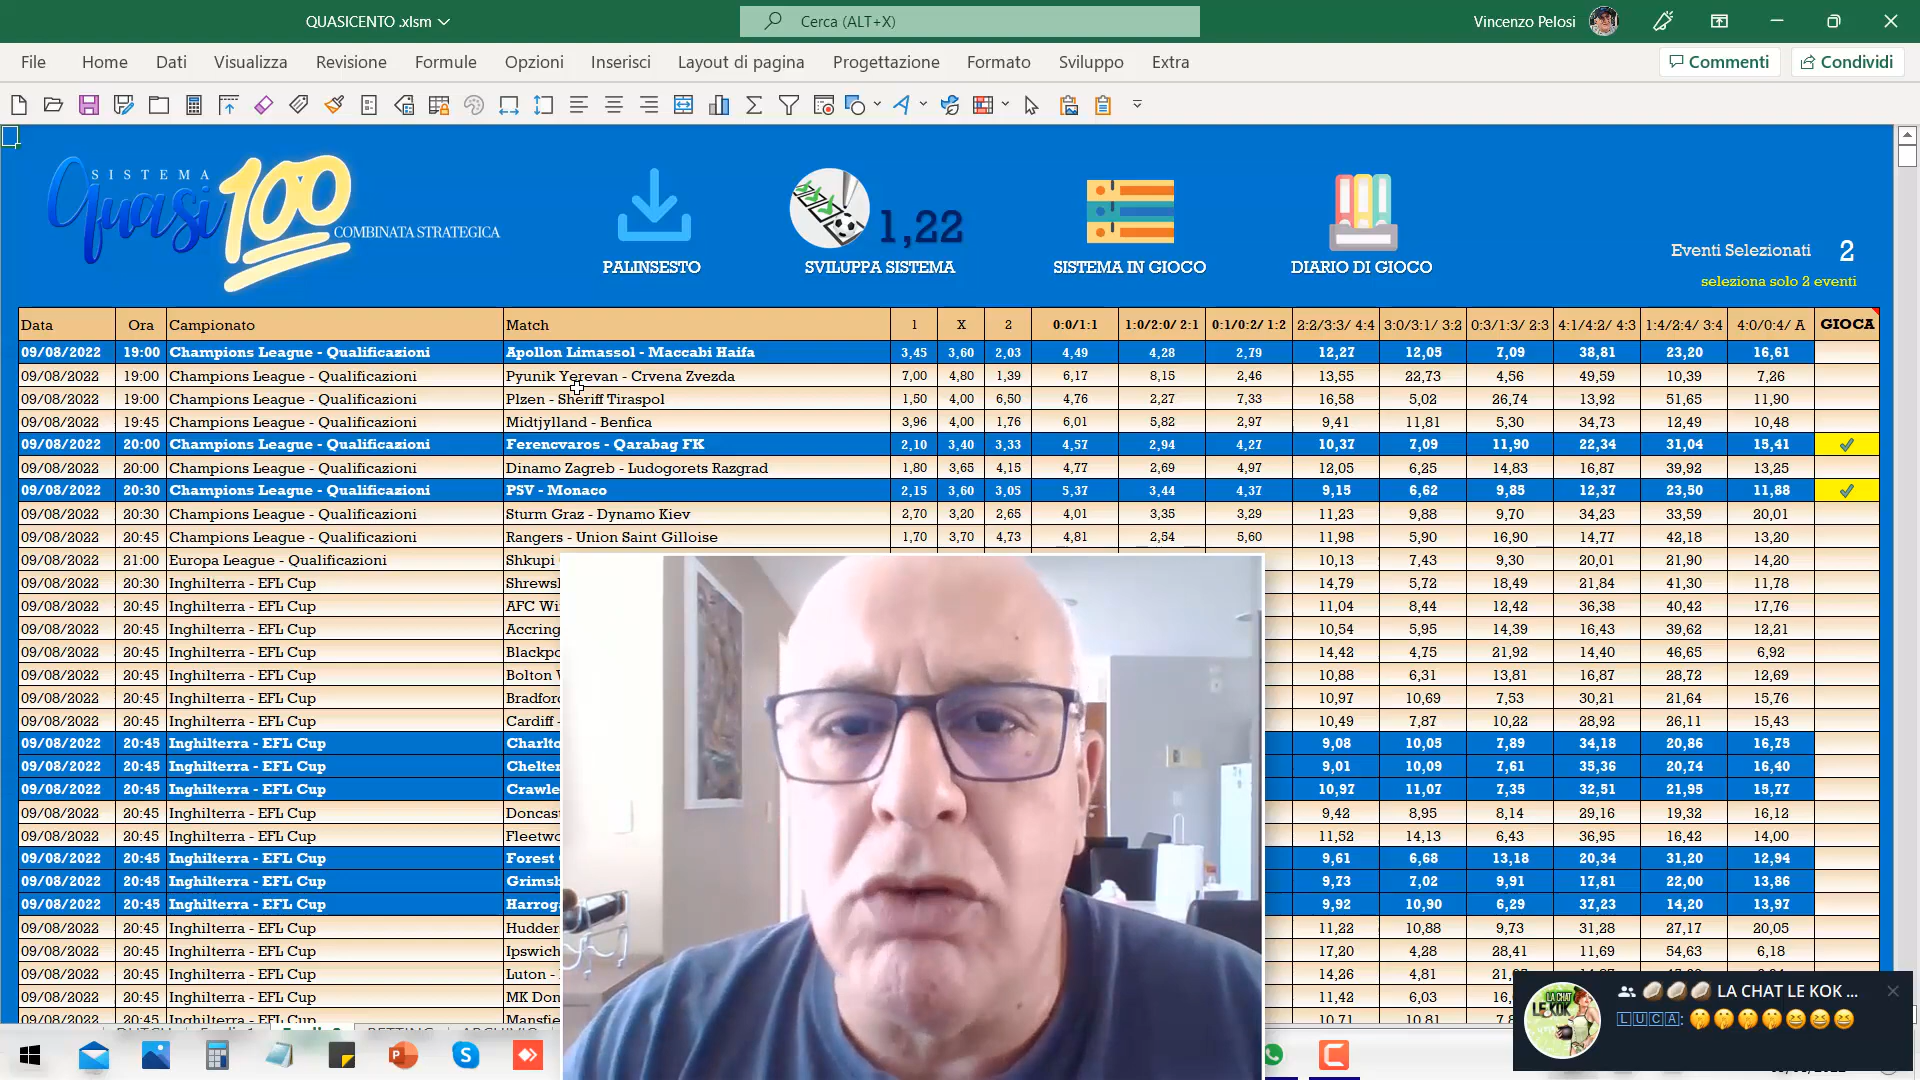 QUASICENTO .xlsm
Cerca (ALT+X)
Vincenzo Pelosi
File Home Dati Visualizza Revisione Formule Opzioni Inserisci Layout di pagina Progettazione Formato Sviluppo Extra
Commenti
Condividi
SISTEMA
Quasi 100
COMBINATA STRATEGICA
PALINSESTO
1,22
SVILUPPA SISTEMA
SISTEMA IN GIOCO
DIARIO DI GIOCO
Eventi Selezionati 2
seleziona solo 2 eventi
Data Ora Campionato Match 1 X 2 0:0/1:1 1:0/2:0/ 2:1 0:1/0:2/ 1:2 2:2/3:3/ 4:4 3:0/3:1/ 3:2 0:3/1:3/ 2:3 4:1/4:2/ 4:3 1:4/2:4/ 3:4 4:0/0:4/ A GIOCA
09/08/2022 19:00 Champions League - Qualificazioni Apollon Limassol - Maccabi Haifa 3,45 3,60 2,03 4,49 4,28 2,79 12,27 12,05 7,09 38,81 23,20 16,61
09/08/2022 19:00 Champions League - Qualificazioni Pyunik Yerevan - Crvena Zvezda 7,00 4,80 1,39 6,17 8,15 2,46 13,55 22,73 4,56 49,59 10,39 7,26
09/08/2022 19:00 Champions League - Qualificazioni Plzen - Sheriff Tiraspol 1,50 4,00 6,50 4,76 2,27 7,33 16,58 5,02 26,74 13,92 51,65 11,90
09/08/2022 19:45 Champions League - Qualificazioni Midtjylland - Benfica 3,96 4,00 1,76 6,01 5,82 2,97 9,41 11,81 5,30 34,73 12,49 10,48
09/08/2022 20:00 Champions League - Qualificazioni Ferencvaros - Qarabag FK 2,10 3,40 3,33 4,57 2,94 4,27 10,37 7,09 11,90 22,34 31,04 15,41
09/08/2022 20:00 Champions League - Qualificazioni Dinamo Zagreb - Ludogorets Razgrad 1,80 3,65 4,15 4,77 2,69 4,97 12,05 6,25 14,83 16,87 39,92 13,25
09/08/2022 20:30 Champions League - Qualificazioni PSV - Monaco 2,15 3,60 3,05 5,37 3,44 4,37 9,15 6,62 9,85 12,37 23,50 11,88
09/08/2022 20:30 Champions League - Qualificazioni Sturm Graz - Dynamo Kiev 2,70 3,20 2,65 4,01 3,35 3,29 11,23 9,88 9,70 34,23 33,59 20,01
09/08/2022 20:45 Champions League - Qualificazioni Rangers - Union Saint Gilloise 1,70 3,70 4,73 4,81 2,54 5,60 11,98 5,90 16,90 14,77 42,18 13,20
09/08/2022 21:00 Europa League - Qualificazioni Shkupi 10,13 7,43 9,30 20,01 21,90 14,20
09/08/2022 20:30 Inghilterra - EFL Cup Shrews 14,79 5,72 18,49 21,84 41,30 11,78
09/08/2022 20:45 Inghilterra - EFL Cup AFC Wi 11,04 8,44 12,42 36,38 40,42 17,76
09/08/2022 20:45 Inghilterra - EFL Cup Accring 10,54 5,95 14,39 16,43 39,62 12,21
09/08/2022 20:45 Inghilterra - EFL Cup Blackpo 14,42 4,75 21,92 14,40 46,65 6,92
09/08/2022 20:45 Inghilterra - EFL Cup Bolton 10,88 6,31 13,81 16,87 28,72 12,69
09/08/2022 20:45 Inghilterra - EFL Cup Bradfo 10,97 10,69 7,53 30,21 21,64 15,76
09/08/2022 20:45 Inghilterra - EFL Cup Cardiff - 10,49 7,87 10,22 28,92 26,11 15,43
09/08/2022 20:45 Inghilterra - EFL Cup Charlto 9,08 10,05 7,89 34,18 20,86 16,75
09/08/2022 20:45 Inghilterra - EFL Cup Chelter 9,01 10,09 7,61 35,36 20,74 16,40
09/08/2022 20:45 Inghilterra - EFL Cup Crawle 10,97 11,07 7,35 32,51 21,95 15,77
09/08/2022 20:45 Inghilterra - EFL Cup Doncas 9,42 8,95 8,14 29,16 19,32 16,12
09/08/2022 20:45 Inghilterra - EFL Cup Fleetwo 11,52 14,13 6,43 36,95 16,42 14,00
09/08/2022 20:45 Inghilterra - EFL Cup Forest 9,61 6,68 13,18 20,34 31,20 12,94
09/08/2022 20:45 Inghilterra - EFL Cup Grimsb 9,73 7,02 9,91 17,81 22,00 13,86
09/08/2022 20:45 Inghilterra - EFL Cup Harrog 9,92 10,90 6,29 37,23 14,20 13,97
09/08/2022 20:45 Inghilterra - EFL Cup Hudder 11,22 10,88 9,73 31,28 27,17 20,05
09/08/2022 20:45 Inghilterra - EFL Cup Ipswich 17,20 4,28 28,41 11,69 54,63 6,18
09/08/2022 20:45 Inghilterra - EFL Cup Luton - 14,26 4,81
09/08/2022 20:45 Inghilterra - EFL Cup MK Don 11,42 6,03
09/08/2022 20:45 Inghilterra - EFL Cup Mansfie 10,71 11,01
LA CHAT LE KOK ...
LUCA: 🤫🤫🤫🤫😆😆😆
LA CHAT
LE KOK